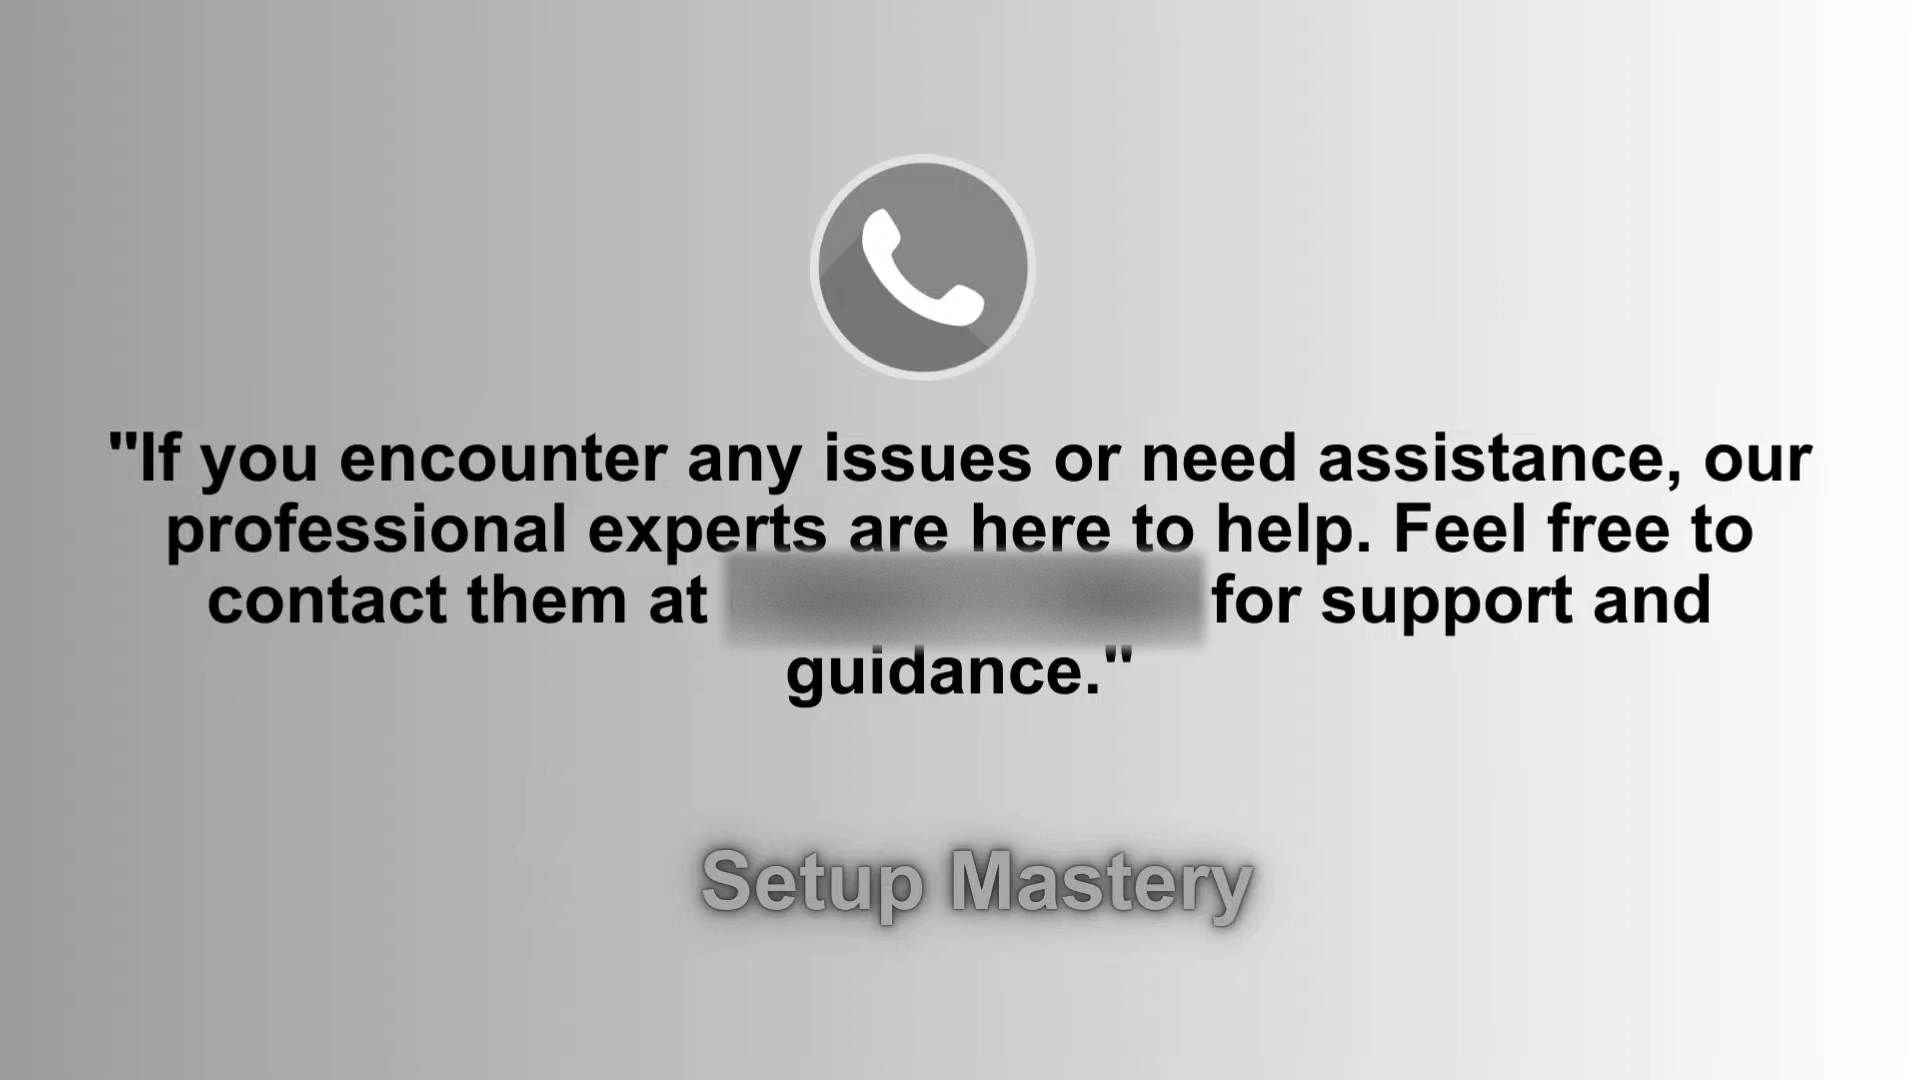 "If you encounter any issues or need assistance, our
professional experts are here to help. Feel free to
contact them at for support and
guidance."
Setup Mastery